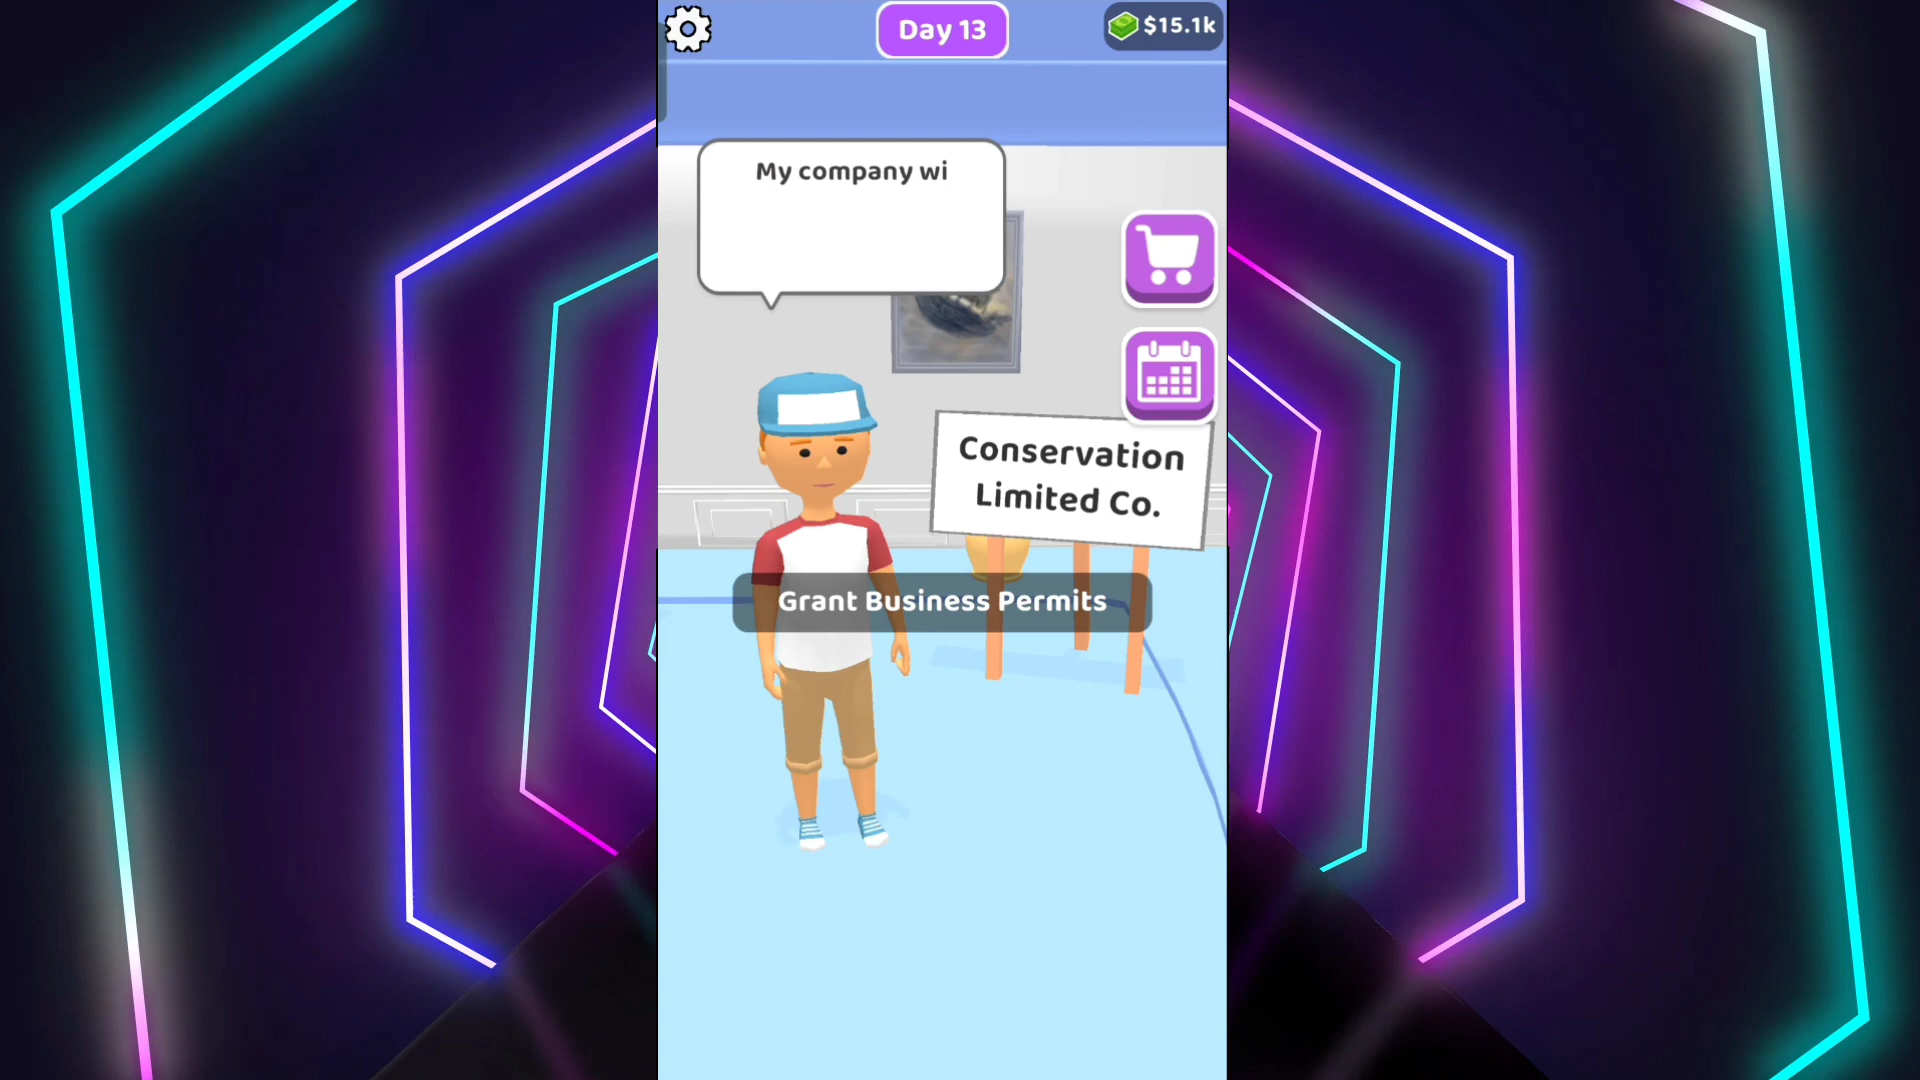 Day 13
$15.1k
My company wi
Conservation
Limited Co.
Grant Business Permits